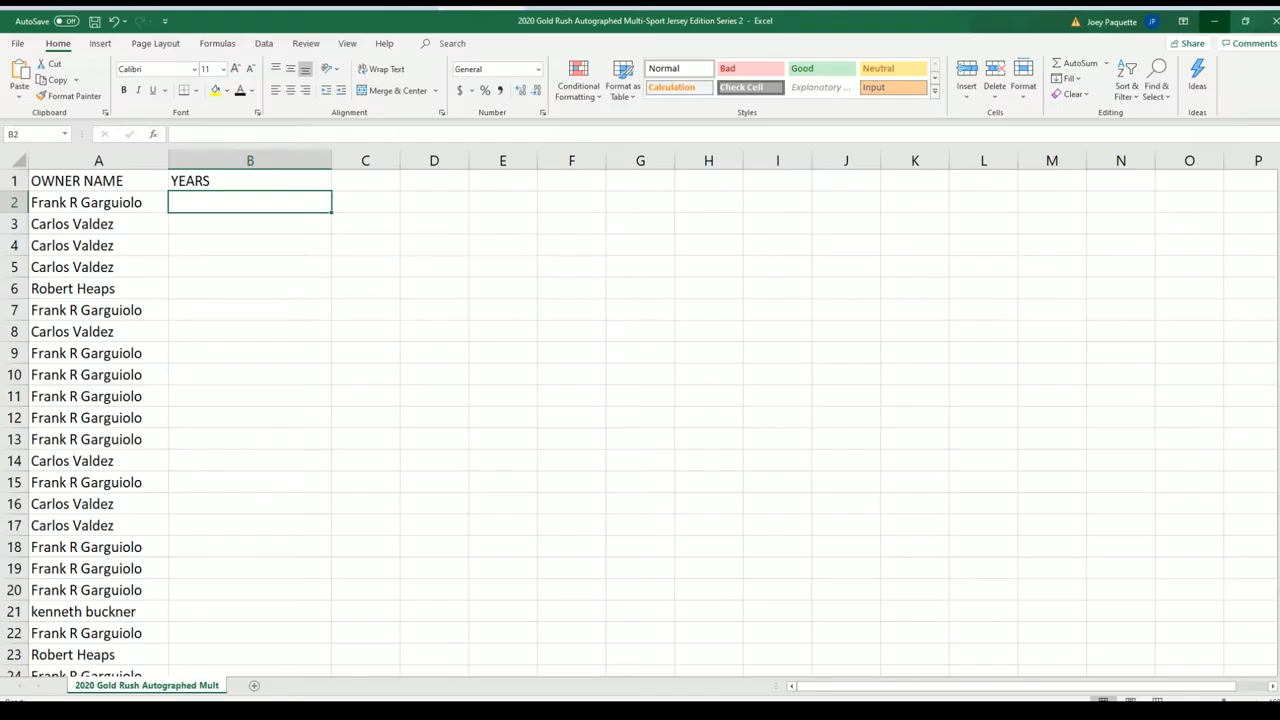 AutoSave Off 2020 Gold Rush Autographed Multi-Sport Jersey Edition Series 2 - Excel Joey Paquette JP
File Home Insert Page Layout Formulas Data Review View Help Search Share Comments
Paste Cut Copy Format Painter Clipboard
Calibri 11 B I U A Font
Wrap Text Merge & Center Alignment
General $ % , Number
Conditional Formatting Format as Table Normal Bad Good Neutral Calculation Check Cell Explanatory ... Input Styles
Insert Delete Format Cells
AutoSum Fill Clear Sort & Filter Find & Select Editing
Ideas Ideas
B2 fx
A B C D E F G H I J K L M N O P
1 OWNER NAME YEARS
2 Frank R Garguiolo
3 Carlos Valdez
4 Carlos Valdez
5 Carlos Valdez
6 Robert Heaps
7 Frank R Garguiolo
8 Carlos Valdez
9 Frank R Garguiolo
10 Frank R Garguiolo
11 Frank R Garguiolo
12 Frank R Garguiolo
13 Frank R Garguiolo
14 Carlos Valdez
15 Frank R Garguiolo
16 Carlos Valdez
17 Carlos Valdez
18 Frank R Garguiolo
19 Frank R Garguiolo
20 Frank R Garguiolo
21 kenneth buckner
22 Frank R Garguiolo
23 Robert Heaps
24 Frank R Garguiolo
2020 Gold Rush Autographed Mult